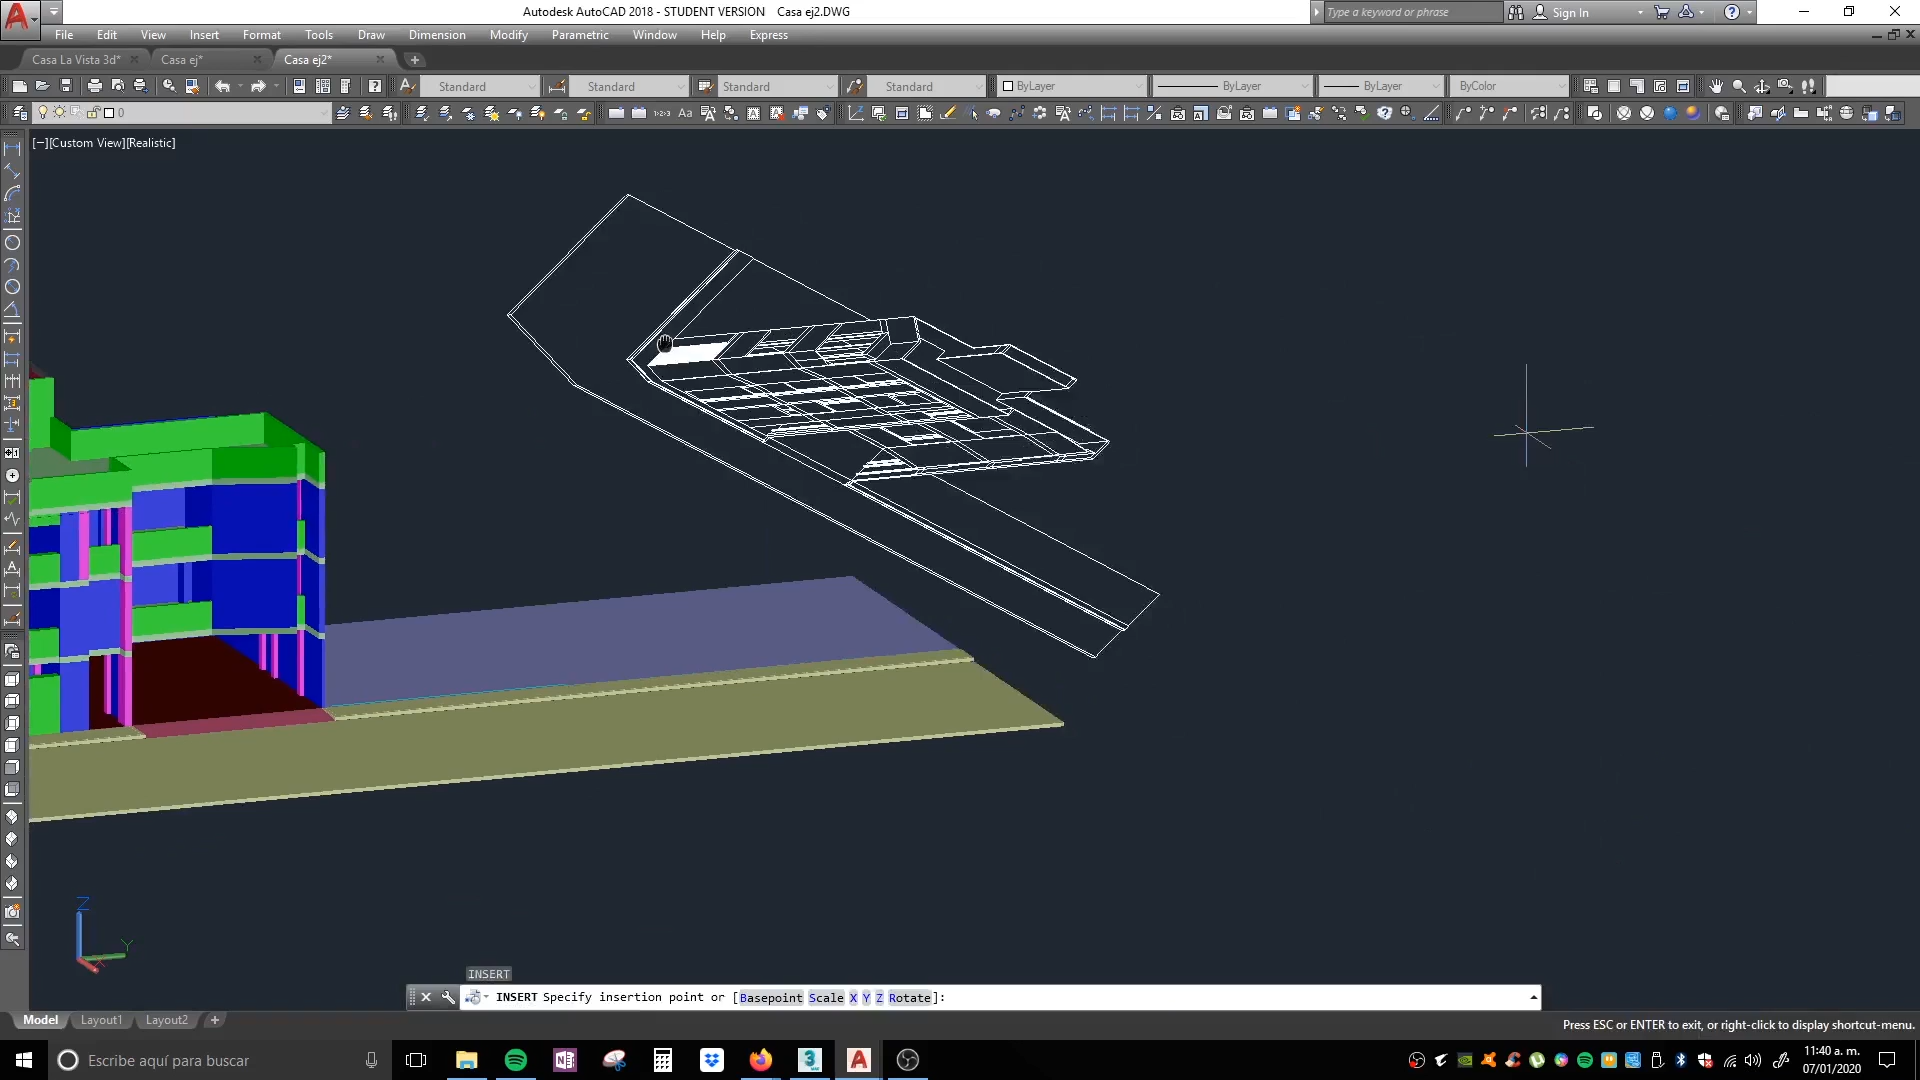 Autodesk AutoCAD 2018 - STUDENT VERSION Casa ej2.DWG
Type a keyword or phrase
Sign In
File Edit View Insert Format Tools Draw Dimension Modify Parametric Window Help Express
Casa La Vista 3d* Casa ej* Casa ej2*
Standard Standard Standard Standard ByLayer ByLayer ByLayer ByColor
0
[−][Custom View][Realistic]
Z
Y
X
INSERT
INSERT Specify insertion point or [Basepoint Scale X Y Z Rotate]:
Model Layout1 Layout2
Press ESC or ENTER to exit, or right-click to display shortcut-menu.
Escribe aquí para buscar
11:40 a. m.
07/01/2020